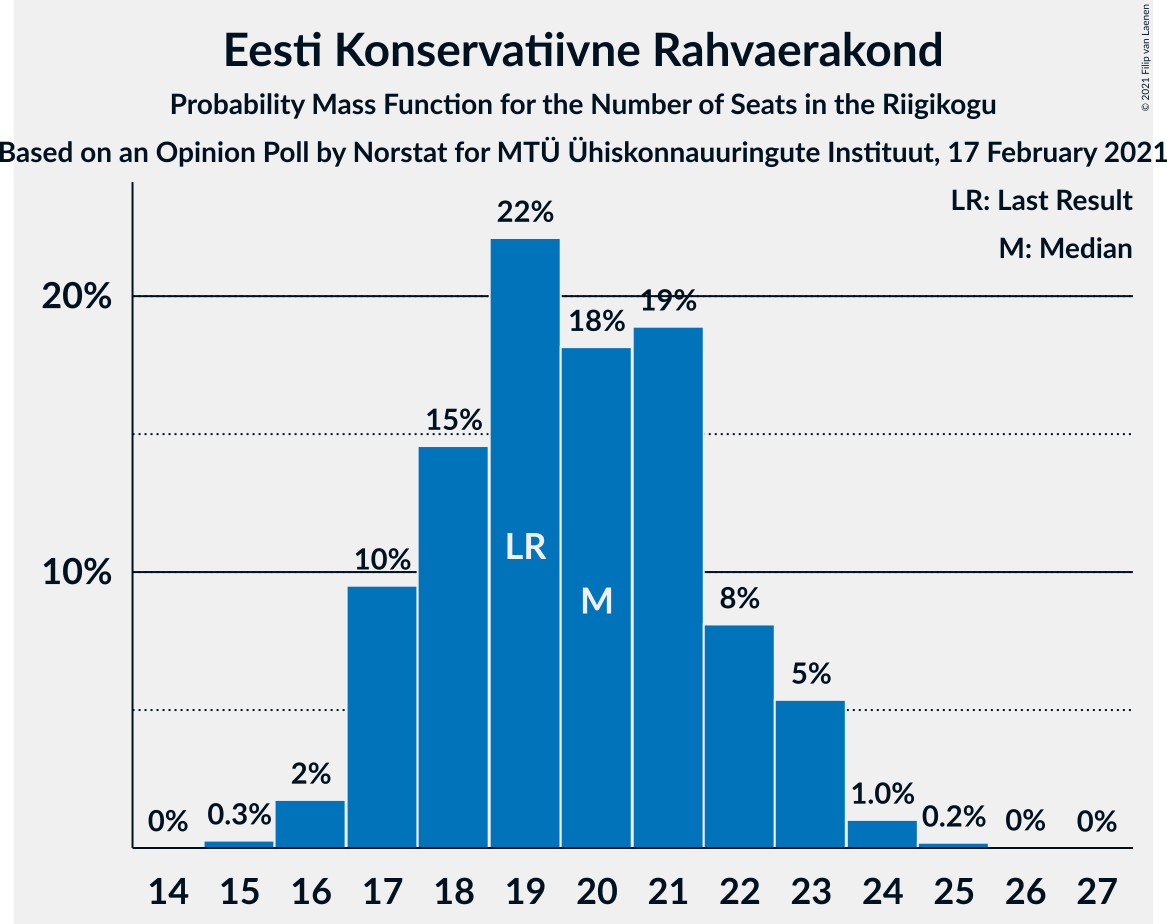 Eesti Konservatiivne Rahvaerakond
Probability Mass Function for the Number of Seats in the Riigikogu
Based on an Opinion Poll by Norstat for MTÜ Ühiskonnauuringute Instituut, 17 February 2021
© 2021 Filip van Laenen
LR: Last Result
M: Median
22%
20%
19%
18%
15%
LR
10%
10%
M
8%
5%
2%
1.0%
0.3%
0.2%
0%
0%
0%
14 15 16 17 18 19 20 21 22 23 24 25 26 27